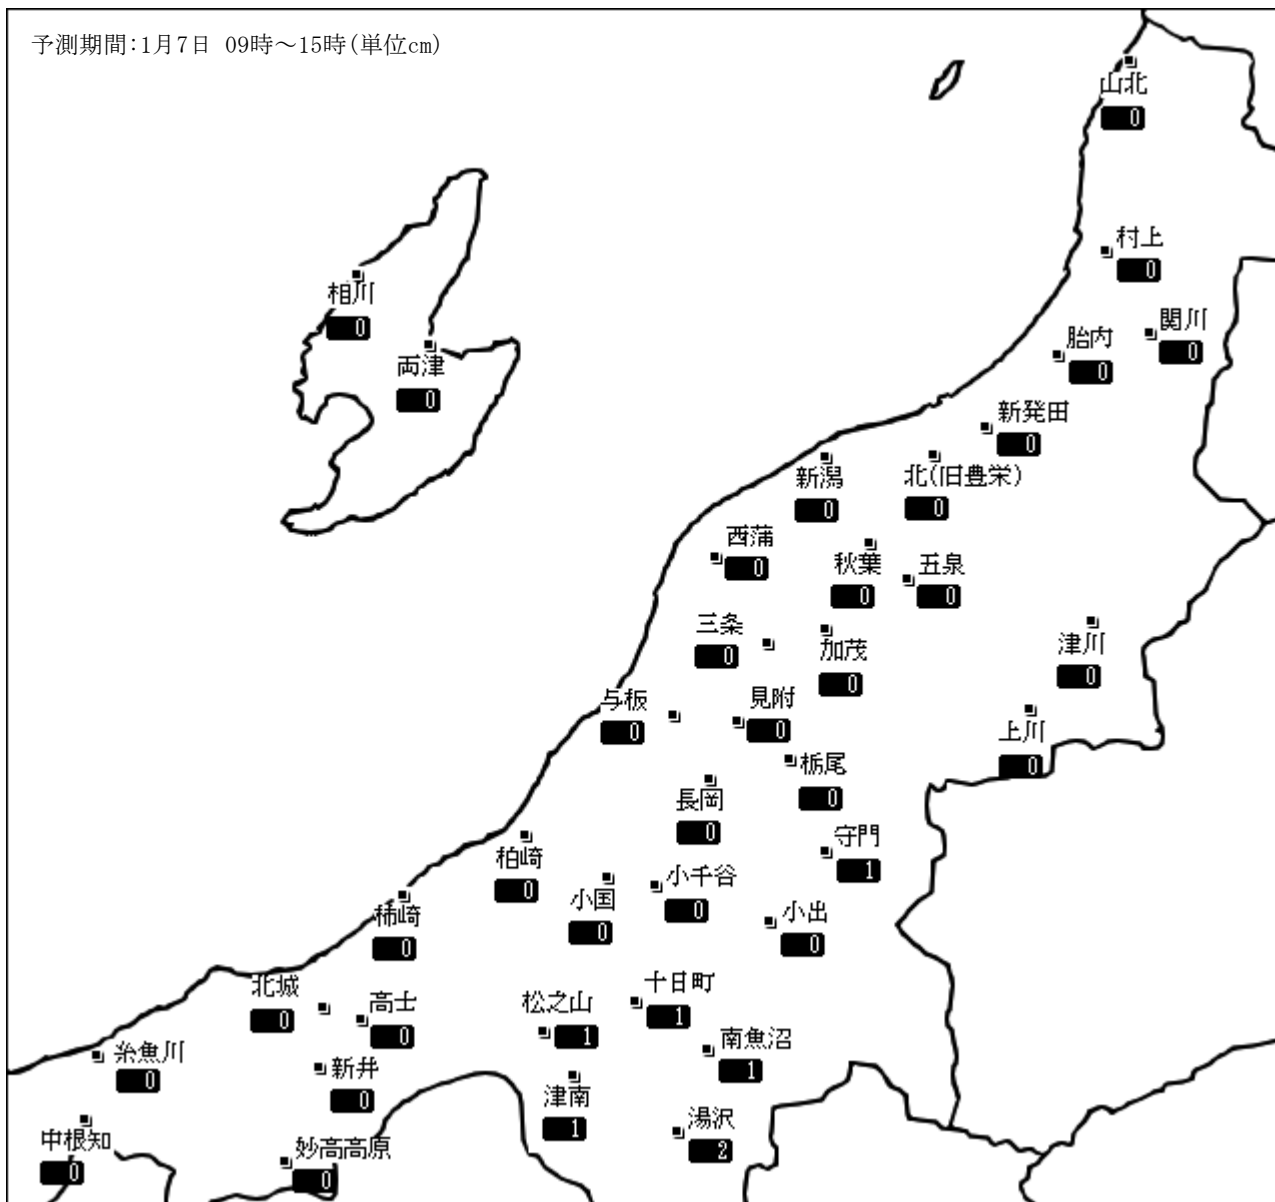 予測期間:1月7日 09時～15時(単位cm)
山北
0
村上
0
相川
0
関川
0
胎内
0
両津
0
新発田
0
新潟
0
北(旧豊栄)
0
西蒲
0
秋葉
0
五泉
0
三条
0
加茂
0
津川
0
与板
0
見附
0
上川
0
栃尾
0
長岡
0
守門
1
柏崎
0
小国
0
小千谷
0
小出
0
柿崎
0
北城
0
高士
0
松之山
1
十日町
1
南魚沼
1
糸魚川
0
新井
0
津南
1
湯沢
2
中根知
0
妙高高原
0